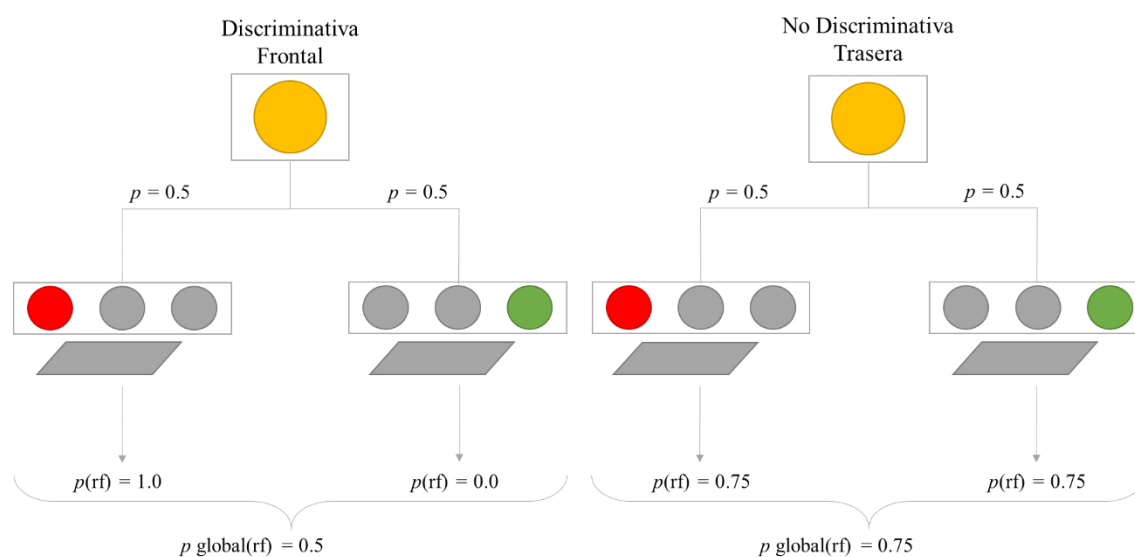 Discriminativa
Frontal
No Discriminativa
Trasera
p = 0.5
p = 0.5
p = 0.5
p = 0.5
p(rf) = 1.0
p(rf) = 0.0
p(rf) = 0.75
p(rf) = 0.75
p global(rf) = 0.5
p global(rf) = 0.75